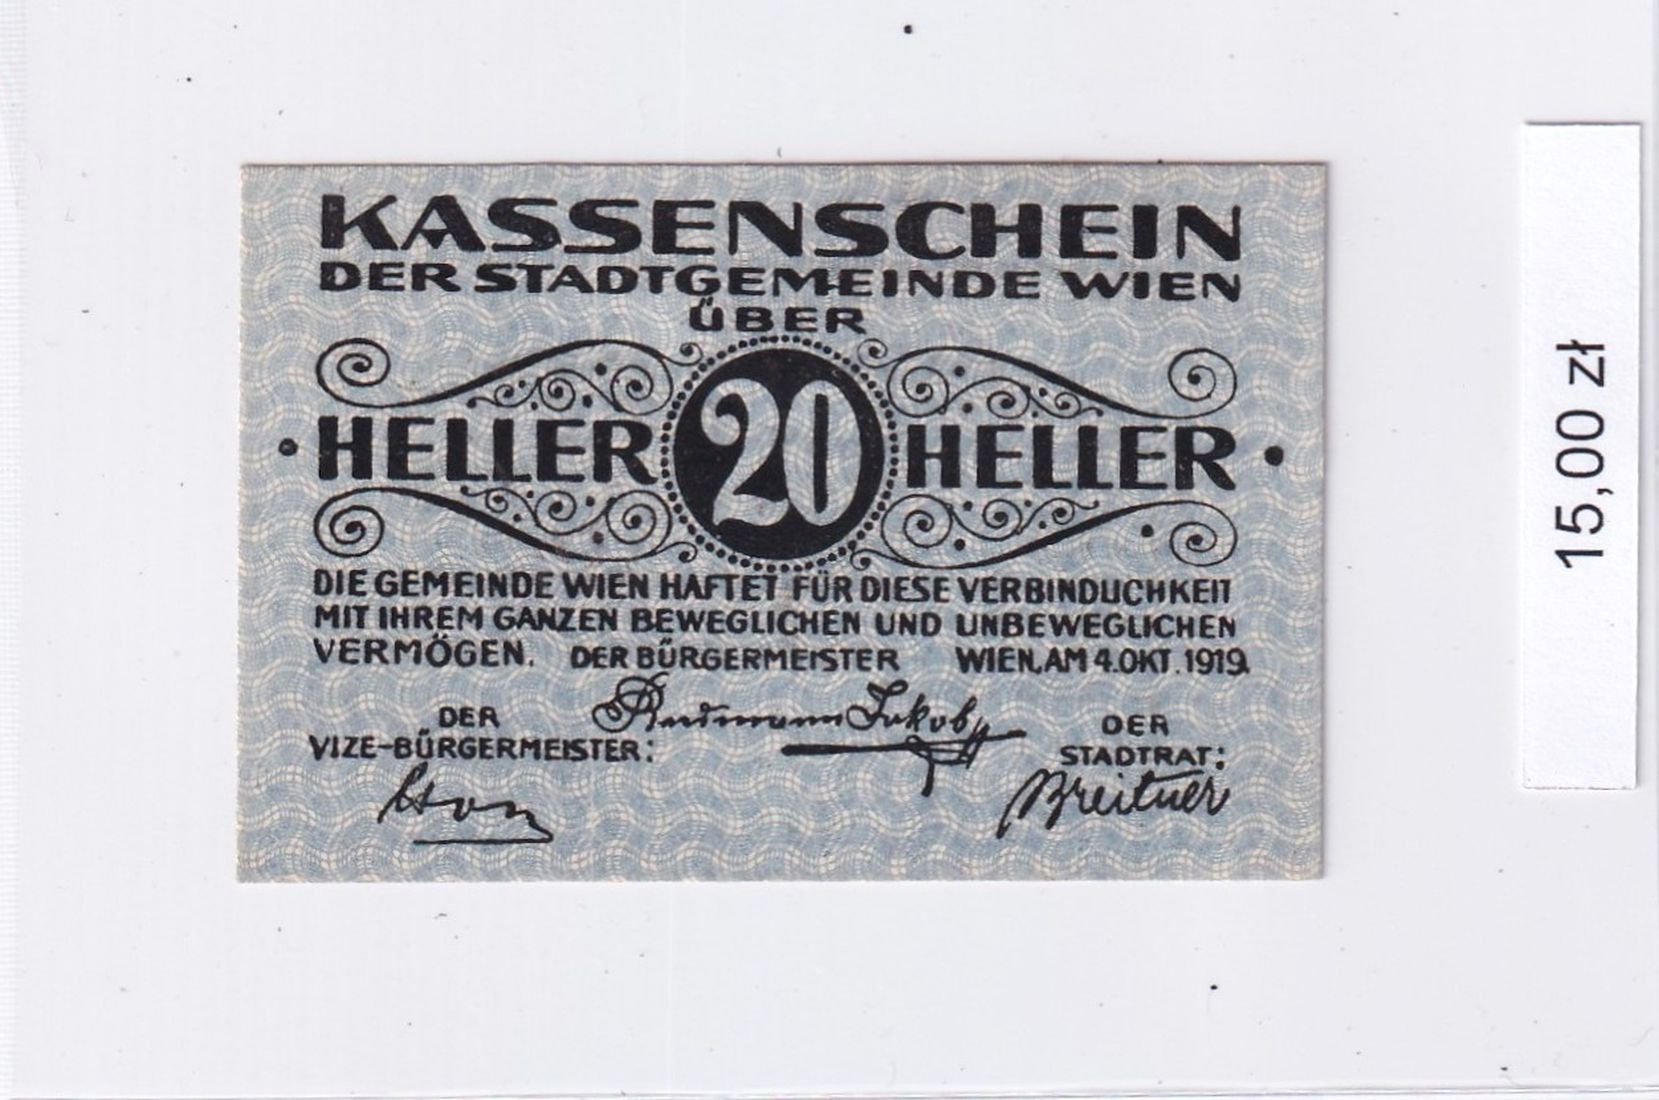 KASSENSCHEIN
DER STADTGEMEINDE WIEN
ÜBER
HELLER 20 HELLER
DIE GEMEINDE WIEN HAFTET FÜR DIESE VERBINDLICHKEIT
MIT IHREM GANZEN BEWEGLICHEN UND UNBEWEGLICHEN
VERMÖGEN. DER BÜRGERMEISTER WIEN, AM 4. OKT. 1919.
Reumann Jakob
DER
VIZE-BÜRGERMEISTER:
DER
STADTRAT:
Breitner
15,00 zł